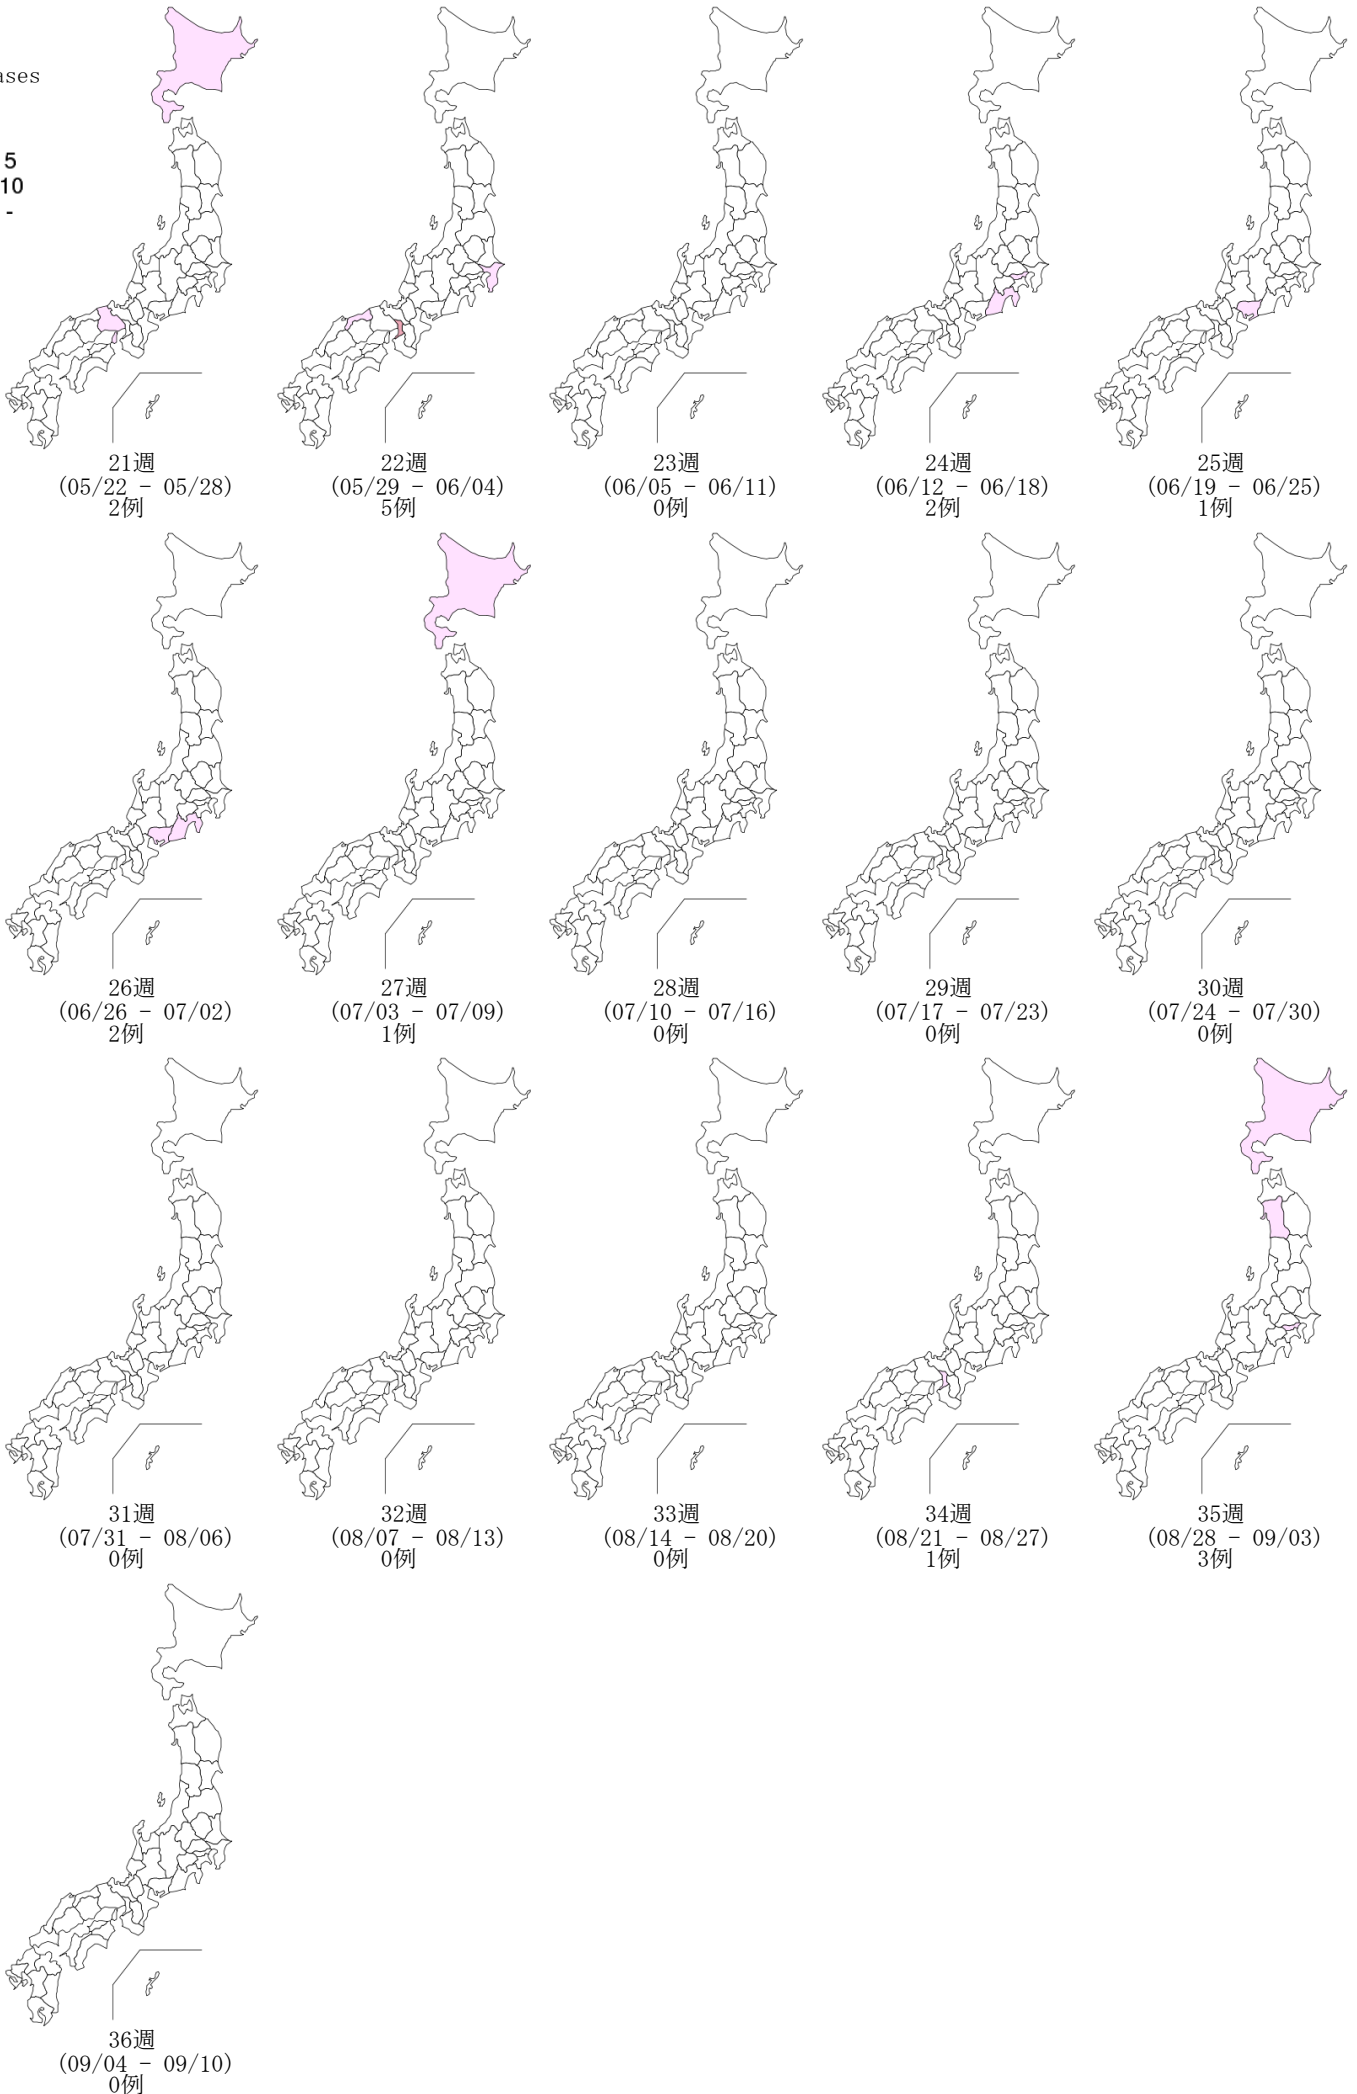 ases
5
10
-
21週
(05/22 - 05/28)
2例
22週
(05/29 - 06/04)
5例
23週
(06/05 - 06/11)
0例
24週
(06/12 - 06/18)
2例
25週
(06/19 - 06/25)
1例
26週
(06/26 - 07/02)
2例
27週
(07/03 - 07/09)
1例
28週
(07/10 - 07/16)
0例
29週
(07/17 - 07/23)
0例
30週
(07/24 - 07/30)
0例
31週
(07/31 - 08/06)
0例
32週
(08/07 - 08/13)
0例
33週
(08/14 - 08/20)
0例
34週
(08/21 - 08/27)
1例
35週
(08/28 - 09/03)
3例
36週
(09/04 - 09/10)
0例